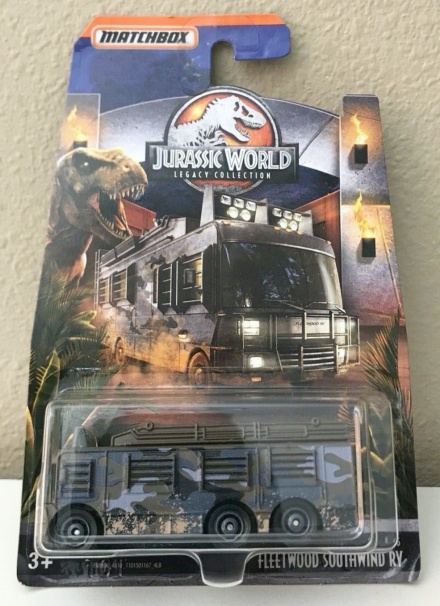 MATCHBOX
JURASSIC WORLD
LEGACY COLLECTION
3+
FLEETWOOD SOUTHWIND RV